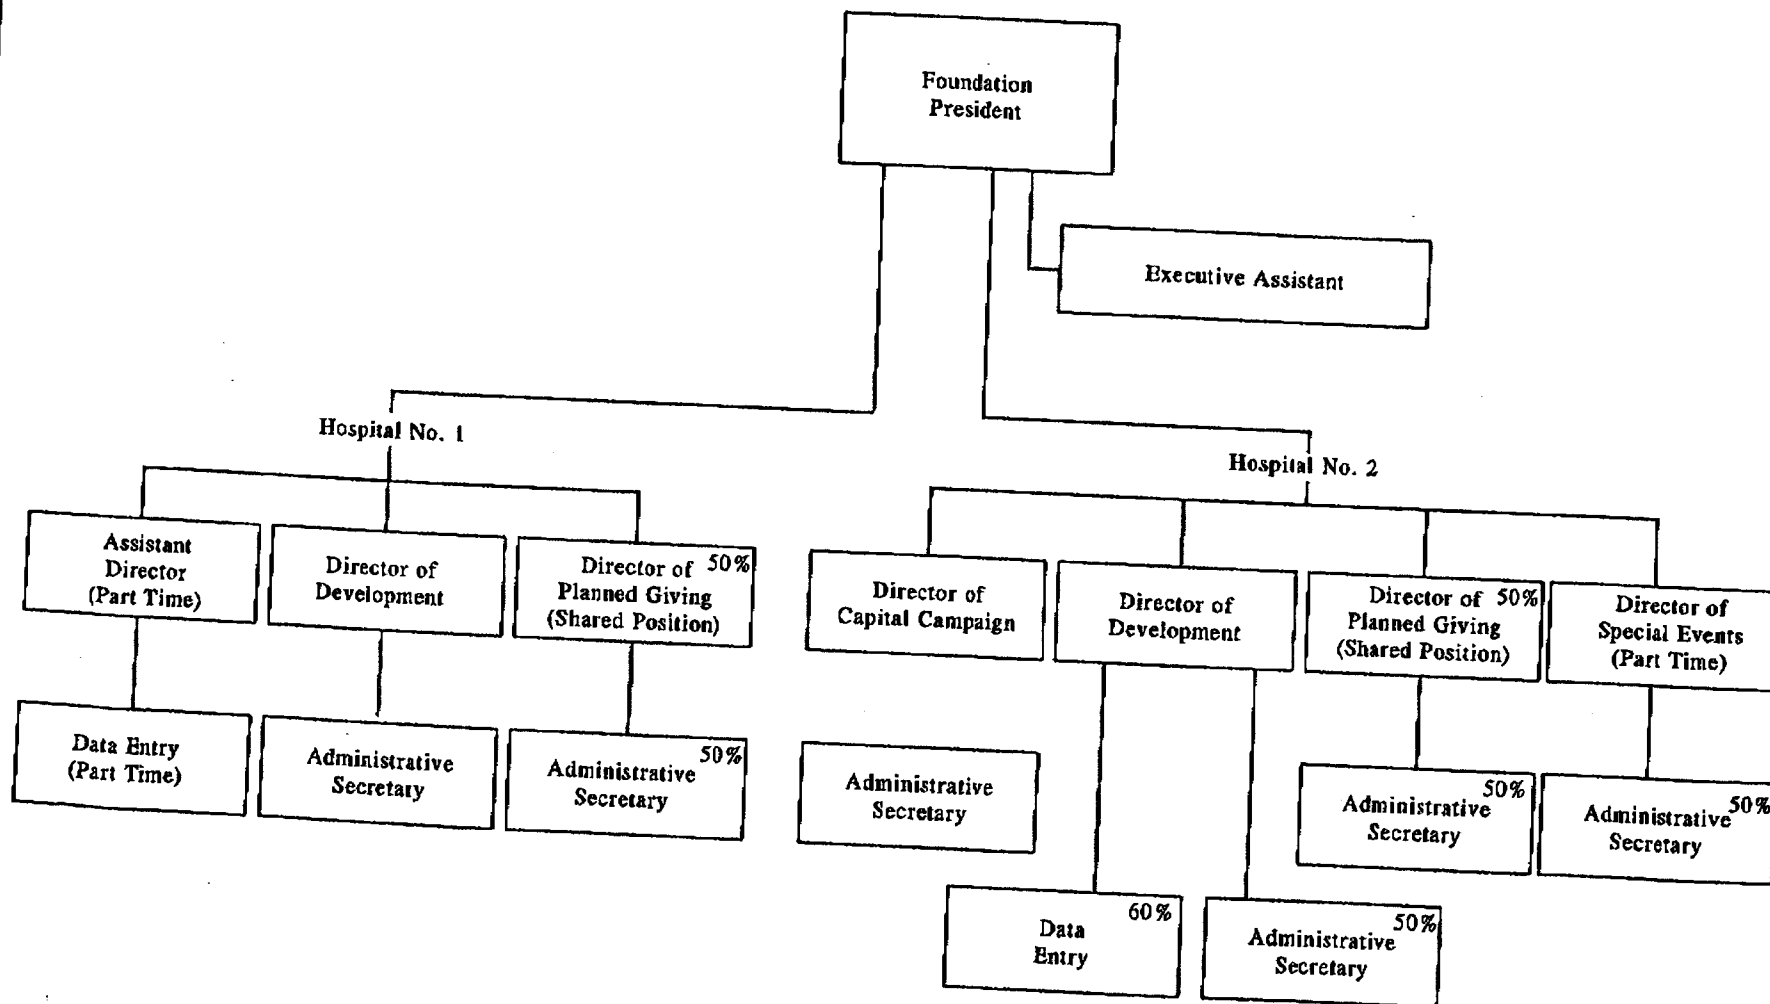 Foundation
President
Executive Assistant
Hospital No. 1
Hospital No. 2
Assistant
Director
(Part Time)
Director of
Development
Director of 50%
Planned Giving
(Shared Position)
Director of
Capital Campaign
Director of
Development
Director of 50%
Planned Giving
(Shared Position)
Director of
Special Events
(Part Time)
Data Entry
(Part Time)
Administrative
Secretary
50%
Administrative
Secretary
Administrative
Secretary
50%
Administrative
Secretary
50%
Administrative
Secretary
60%
Data
Entry
50%
Administrative
Secretary